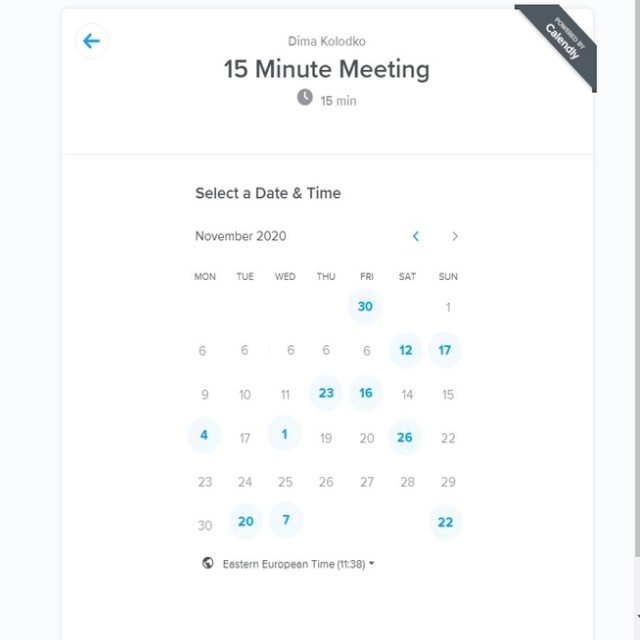 Dima Kolodko
POWERED BY
Calendly
15 Minute Meeting
15 min
Select a Date & Time
November 2020
MON TUE WED THU FRI SAT SUN
30 1
6 6 6 6 6 12 17
9 10 11 23 16 14 15
4 17 1 19 20 26 22
23 24 25 26 27 28 29
30 20 7 22
Eastern European Time (11:38)